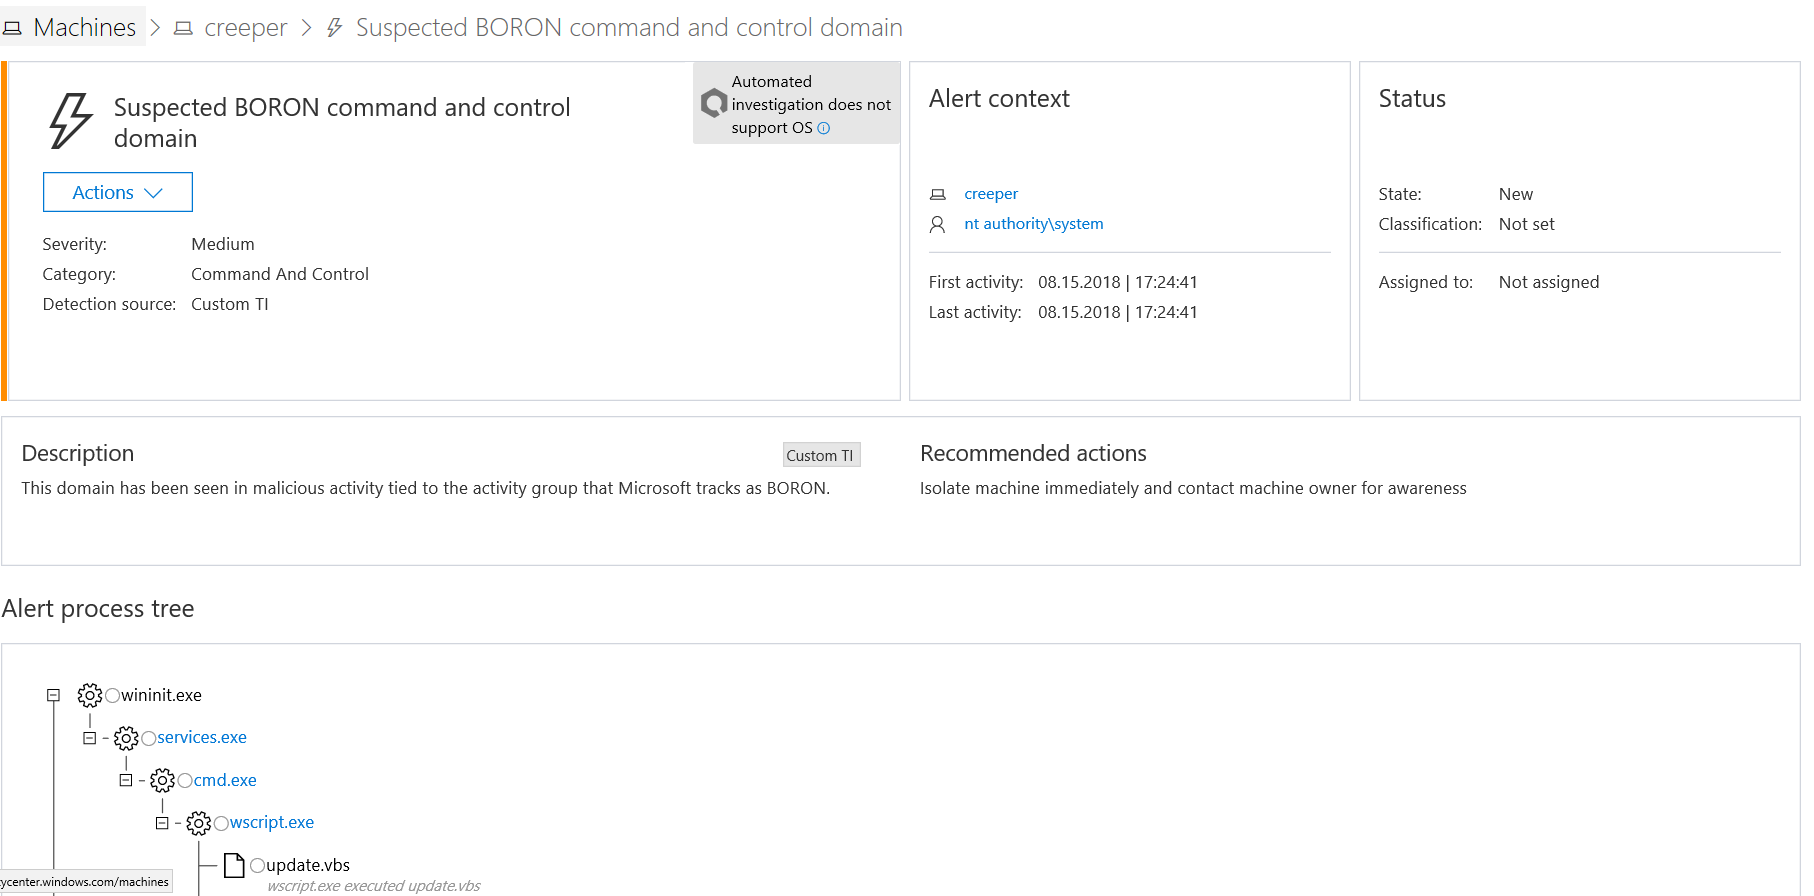 Machines > creeper > Suspected BORON command and control domain
Suspected BORON command and control
domain
Automated
investigation does not
support OS
Actions
Severity: Medium
Category: Command And Control
Detection source: Custom TI
Alert context
creeper
nt authority\system
First activity: 08.15.2018 | 17:24:41
Last activity: 08.15.2018 | 17:24:41
Status
State: New
Classification: Not set
Assigned to: Not assigned
Description
Custom TI
This domain has been seen in malicious activity tied to the activity group that Microsoft tracks as BORON.
Recommended actions
Isolate machine immediately and contact machine owner for awareness
Alert process tree
wininit.exe
services.exe
cmd.exe
wscript.exe
update.vbs
wscript.exe executed update.vbs
ycenter.windows.com/machines